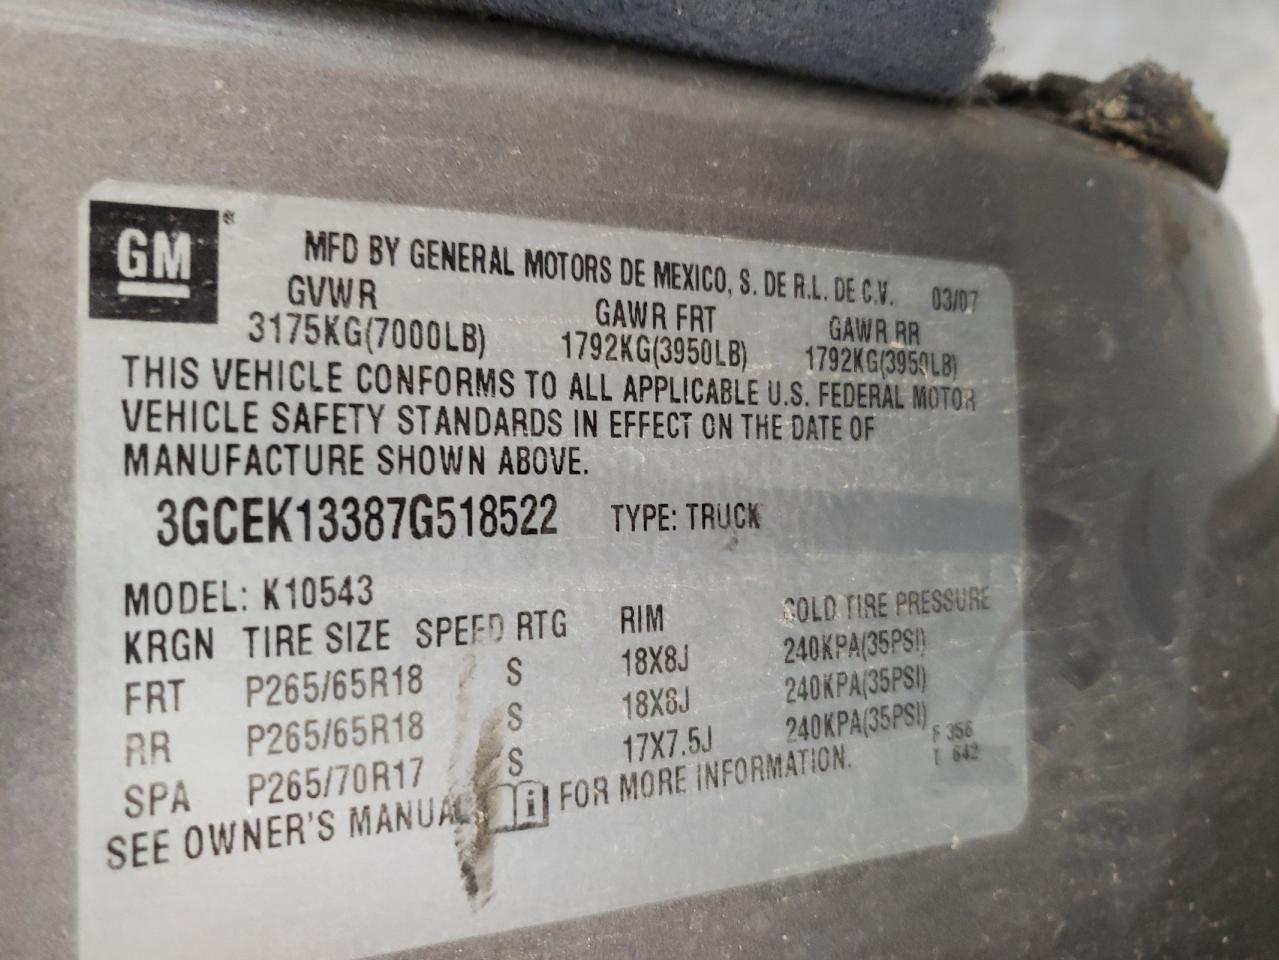 GM ®
MFD BY GENERAL MOTORS DE MEXICO, S. DE R.L. DE C.V. 03/07
GVWR GAWR FRT GAWR RR
3175KG(7000LB) 1792KG(3950LB) 1792KG(3950LB)
THIS VEHICLE CONFORMS TO ALL APPLICABLE U.S. FEDERAL MOTOR
VEHICLE SAFETY STANDARDS IN EFFECT ON THE DATE OF
MANUFACTURE SHOWN ABOVE.
3GCEK13387G518522 TYPE: TRUCK
MODEL: K10543
KRGN TIRE SIZE SPEED RTG RIM COLD TIRE PRESSURE
FRT P265/65R18 S 18X8J 240KPA(35PSI)
RR P265/65R18 S 18X8J 240KPA(35PSI)
SPA P265/70R17 S 17X7.5J 240KPA(35PSI)
SEE OWNER'S MANUAL FOR MORE INFORMATION.
F 356
T 642